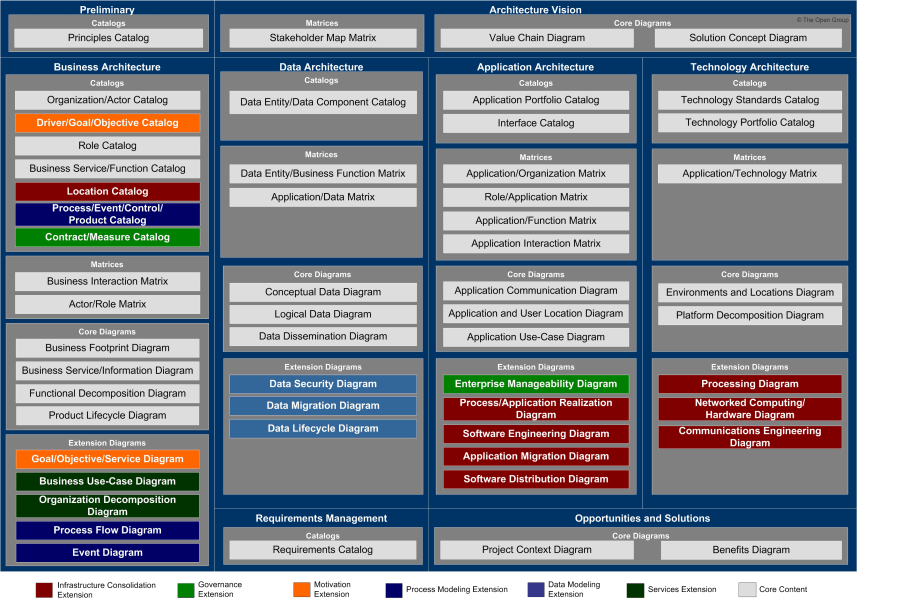 Preliminary
Catalogs
Principles Catalog
Architecture Vision
© The Open Group
Matrices
Stakeholder Map Matrix
Core Diagrams
Value Chain Diagram
Solution Concept Diagram
Business Architecture
Catalogs
Organization/Actor Catalog
Driver/Goal/Objective Catalog
Role Catalog
Business Service/Function Catalog
Location Catalog
Process/Event/Control/
Product Catalog
Contract/Measure Catalog
Matrices
Business Interaction Matrix
Actor/Role Matrix
Core Diagrams
Business Footprint Diagram
Business Service/Information Diagram
Functional Decomposition Diagram
Product Lifecycle Diagram
Extension Diagrams
Goal/Objective/Service Diagram
Business Use-Case Diagram
Organization Decomposition
Diagram
Process Flow Diagram
Event Diagram
Data Architecture
Catalogs
Data Entity/Data Component Catalog
Matrices
Data Entity/Business Function Matrix
Application/Data Matrix
Core Diagrams
Conceptual Data Diagram
Logical Data Diagram
Data Dissemination Diagram
Extension Diagrams
Data Security Diagram
Data Migration Diagram
Data Lifecycle Diagram
Application Architecture
Catalogs
Application Portfolio Catalog
Interface Catalog
Matrices
Application/Organization Matrix
Role/Application Matrix
Application/Function Matrix
Application Interaction Matrix
Core Diagrams
Application Communication Diagram
Application and User Location Diagram
Application Use-Case Diagram
Extension Diagrams
Enterprise Manageability Diagram
Process/Application Realization
Diagram
Software Engineering Diagram
Application Migration Diagram
Software Distribution Diagram
Technology Architecture
Catalogs
Technology Standards Catalog
Technology Portfolio Catalog
Matrices
Application/Technology Matrix
Core Diagrams
Environments and Locations Diagram
Platform Decomposition Diagram
Extension Diagrams
Processing Diagram
Networked Computing/
Hardware Diagram
Communications Engineering
Diagram
Requirements Management
Catalogs
Requirements Catalog
Opportunities and Solutions
Core Diagrams
Project Context Diagram
Benefits Diagram
Infrastructure Consolidation
Extension
Governance
Extension
Motivation
Extension
Process Modeling Extension
Data Modeling
Extension
Services Extension
Core Content